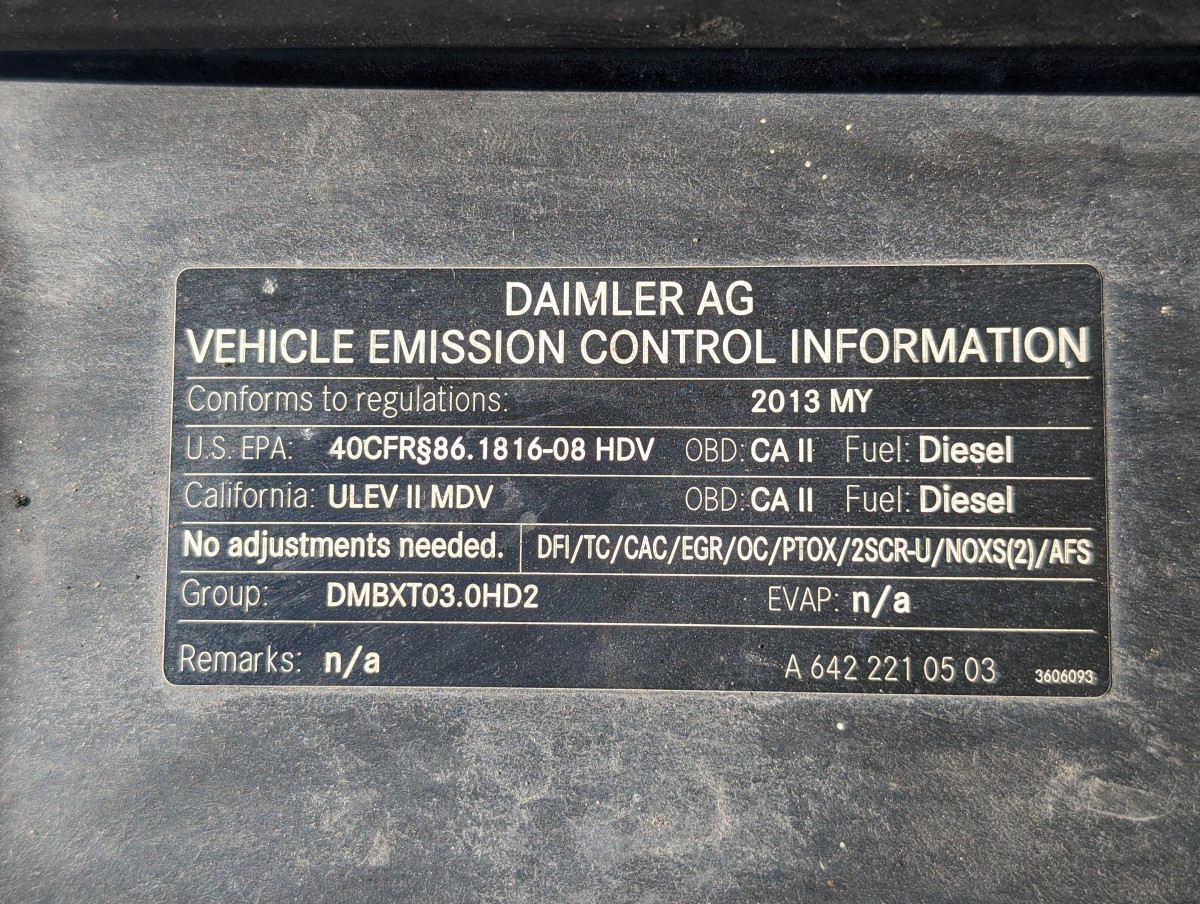 DAIMLER AG
VEHICLE EMISSION CONTROL INFORMATION
Conforms to regulations: 2013 MY
U.S. EPA: 40CFR§86.1816-08 HDV OBD: CA II Fuel: Diesel
California: ULEV II MDV OBD: CA II Fuel: Diesel
No adjustments needed. DFI/TC/CAC/EGR/OC/PTOX/2SCR-U/NOXS(2)/AFS
Group: DMBXT03.0HD2 EVAP: n/a
Remarks: n/a A 642 221 05 03 3606093